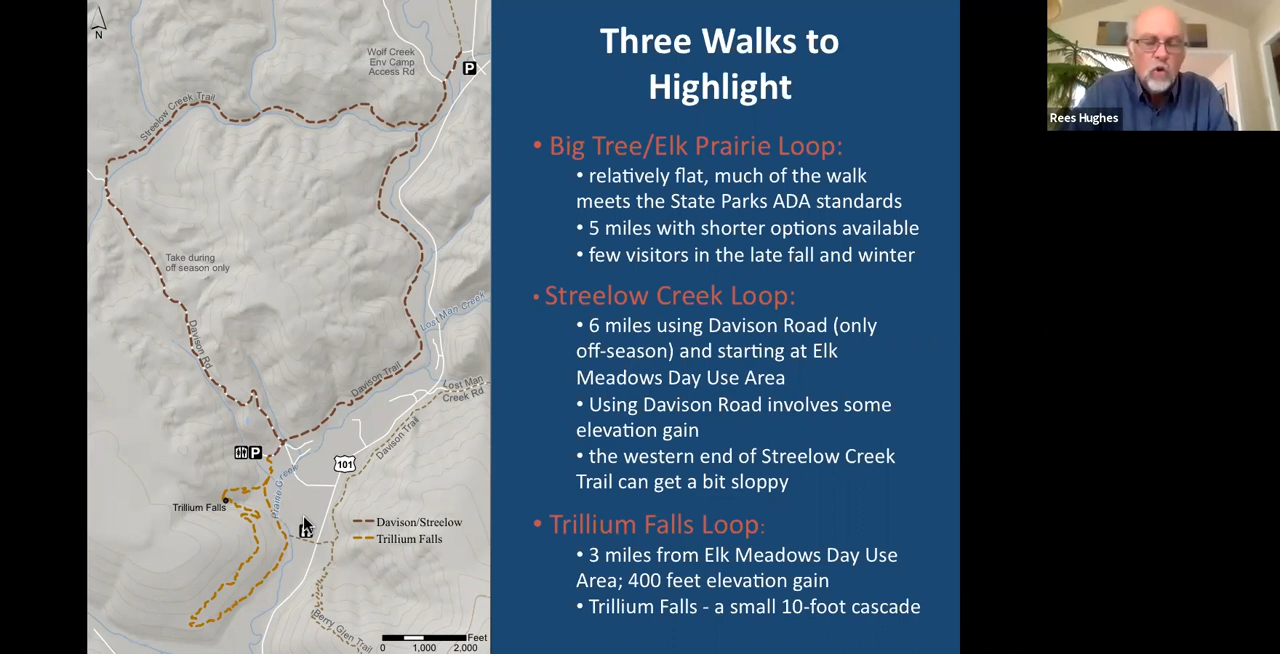 N
Wolf Creek
Env Camp
Access Rd
P
Streelow Creek Trail
Take during
off season only
Davison Rd
Lost Man Creek
Davison Trail
Lost Man
Creek Rd
Davison Trail
P
101
Prairie Creek
Trillium Falls
Davison/Streelow
Trillium Falls
Berry Glen Trail
Feet
0 1,000 2,000
Three Walks to
Highlight
• Big Tree/Elk Prairie Loop:
• relatively flat, much of the walk
meets the State Parks ADA standards
• 5 miles with shorter options available
• few visitors in the late fall and winter
• Streelow Creek Loop:
• 6 miles using Davison Road (only
off-season) and starting at Elk
Meadows Day Use Area
• Using Davison Road involves some
elevation gain
• the western end of Streelow Creek
Trail can get a bit sloppy
• Trillium Falls Loop:
• 3 miles from Elk Meadows Day Use
Area; 400 feet elevation gain
• Trillium Falls - a small 10-foot cascade
Rees Hughes